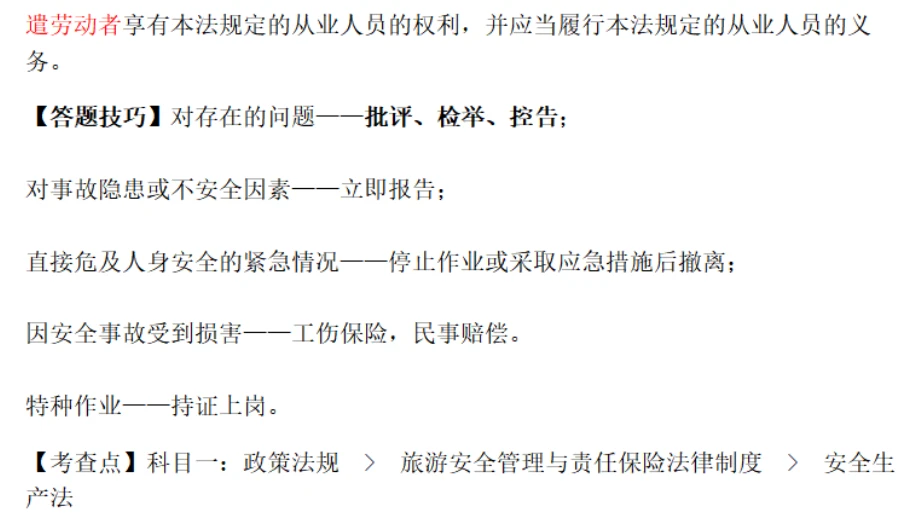 遣劳动者享有本法规定的从业人员的权利，并应当履行本法规定的从业人员的义
务。
【答题技巧】对存在的问题——批评、检举、控告；
对事故隐患或不安全因素——立即报告；
直接危及人身安全的紧急情况——停止作业或采取应急措施后撤离；
因安全事故受到损害——工伤保险，民事赔偿。
特种作业——持证上岗。
【考查点】科目一：政策法规 > 旅游安全管理与责任保险法律制度 > 安全生
产法